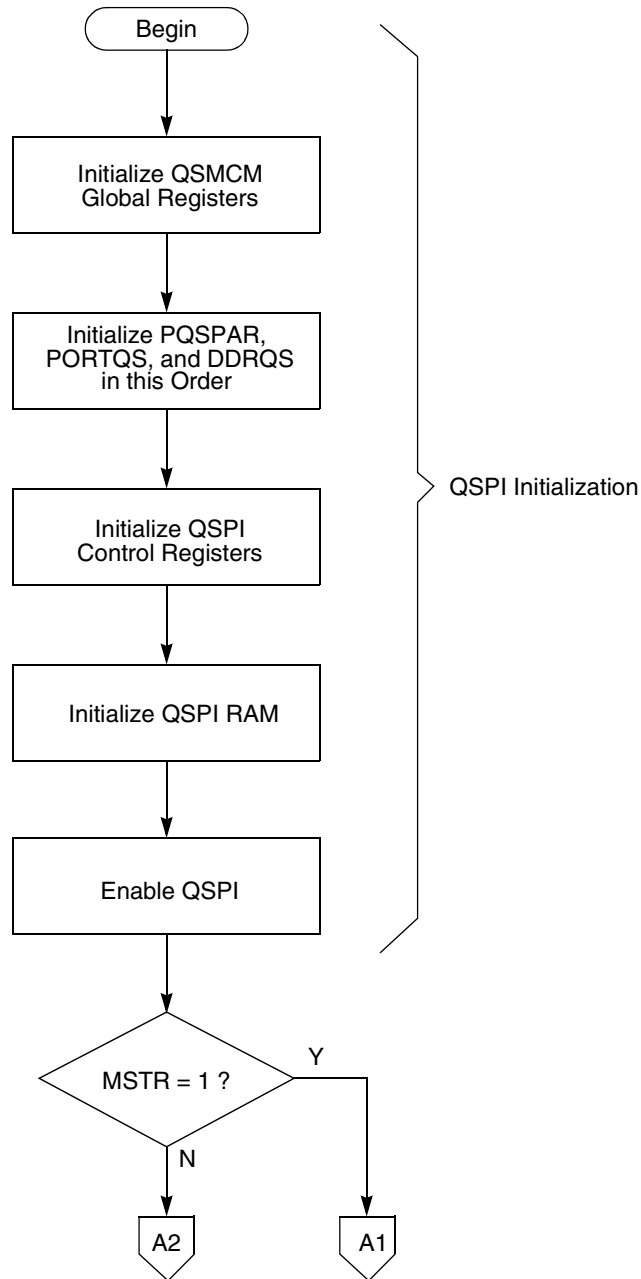 Begin
Initialize QSMCM
Global Registers
Initialize PQSPAR,
PORTQS, and DDRQS
in this Order
QSPI Initialization
Initialize QSPI
Control Registers
Initialize QSPI RAM
Enable QSPI
MSTR = 1 ?
Y
N
A2
A1